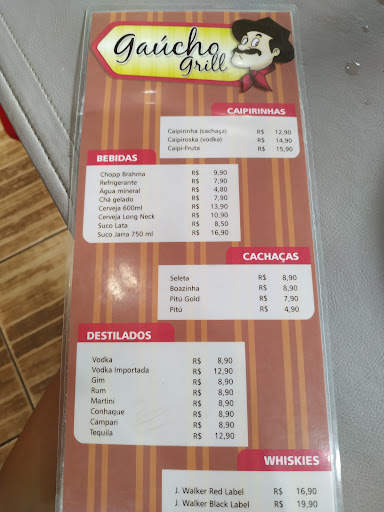 Gaúcho
Grill
CAIPIRINHAS
Caipirinha (cachaça) R$ 12,90
Caipiroska (vodka) R$ 14,90
Caipi-Fruta R$ 15,90
BEBIDAS
Chopp Brahma R$ 9,90
Refrigerante R$ 7,90
Água mineral R$ 4,80
Chá gelado R$ 7,90
Cerveja 600ml R$ 13,90
Cerveja Long Neck R$ 10,90
Suco Lata R$ 8,50
Suco Jarra 750 ml R$ 16,90
CACHAÇAS
Seleta R$ 8,90
Boazinha R$ 8,90
Pitú Gold R$ 7,90
Pitú R$ 4,90
DESTILADOS
Vodka R$ 8,90
Vodka Importada R$ 12,90
Gim R$ 8,90
Rum R$ 8,90
Martini R$ 8,90
Conhaque R$ 8,90
Campari R$ 8,90
Tequila R$ 12,90
WHISKIES
J. Walker Red Label R$ 16,90
J. Walker Black Label R$ 19,90